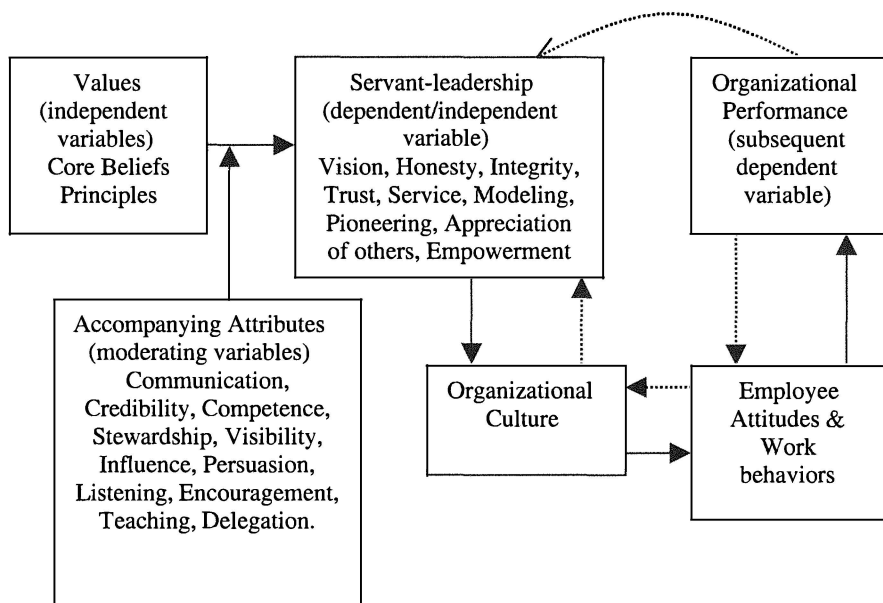 Values
(independent
variables)
Core Beliefs
Principles
Servant-leadership
(dependent/independent
variable)
Vision, Honesty, Integrity,
Trust, Service, Modeling,
Pioneering, Appreciation
of others, Empowerment
Organizational
Performance
(subsequent
dependent
variable)
Accompanying Attributes
(moderating variables)
Communication,
Credibility, Competence,
Stewardship, Visibility,
Influence, Persuasion,
Listening, Encouragement,
Teaching, Delegation.
Organizational
Culture
Employee
Attitudes &
Work
behaviors